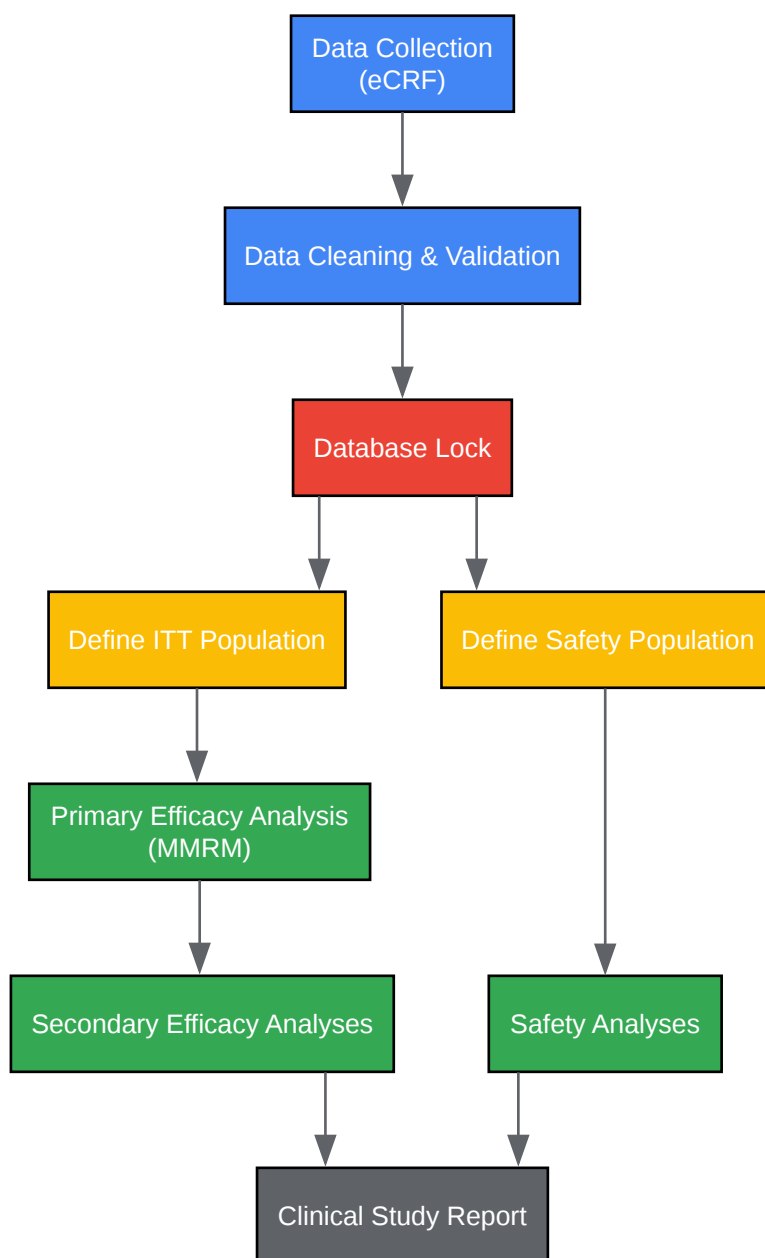 Data Collection
(eCRF)
Data Cleaning & Validation
Database Lock
Define ITT Population
Define Safety Population
Primary Efficacy Analysis
(MMRM)
Secondary Efficacy Analyses
Safety Analyses
Clinical Study Report